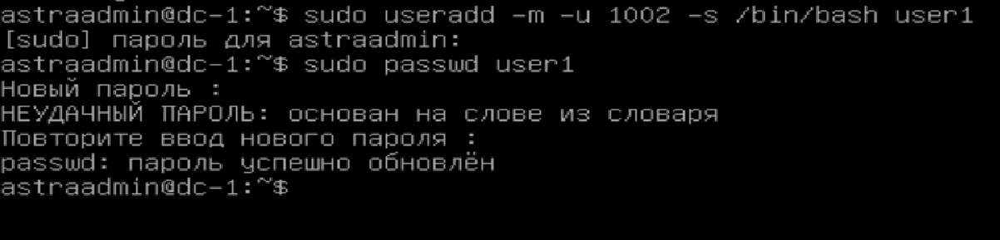 astraadmin@dc-1:~$ sudo useradd -m -u 1002 -s /bin/bash user1
[sudo] пароль для astraadmin:
astraadmin@dc-1:~$ sudo passwd user1
Новый пароль :
НЕУДАЧНЫЙ ПАРОЛЬ: основан на слове из словаря
Повторите ввод нового пароля :
passwd: пароль успешно обновлён
astraadmin@dc-1:~$